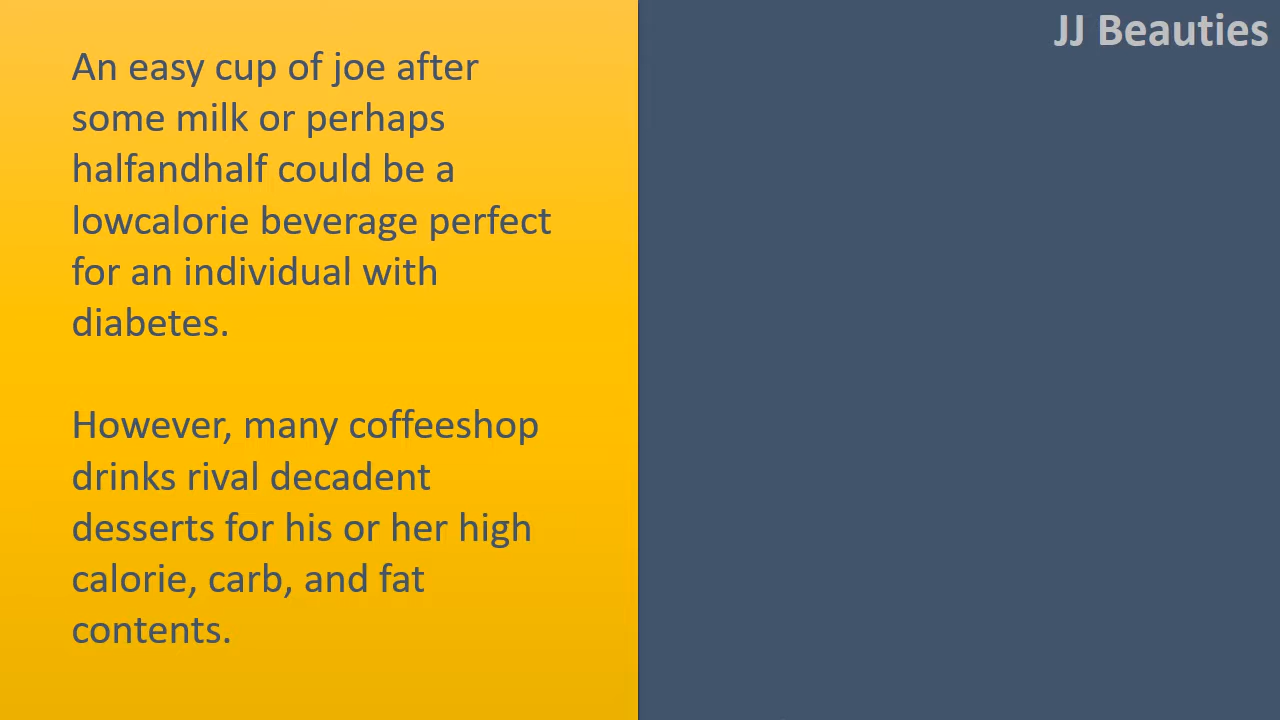 An easy cup of joe after
some milk or perhaps
halfandhalf could be a
lowcalorie beverage perfect
for an individual with
diabetes.
However, many coffeeshop
drinks rival decadent
desserts for his or her high
calorie, carb, and fat
contents.
JJ Beauties